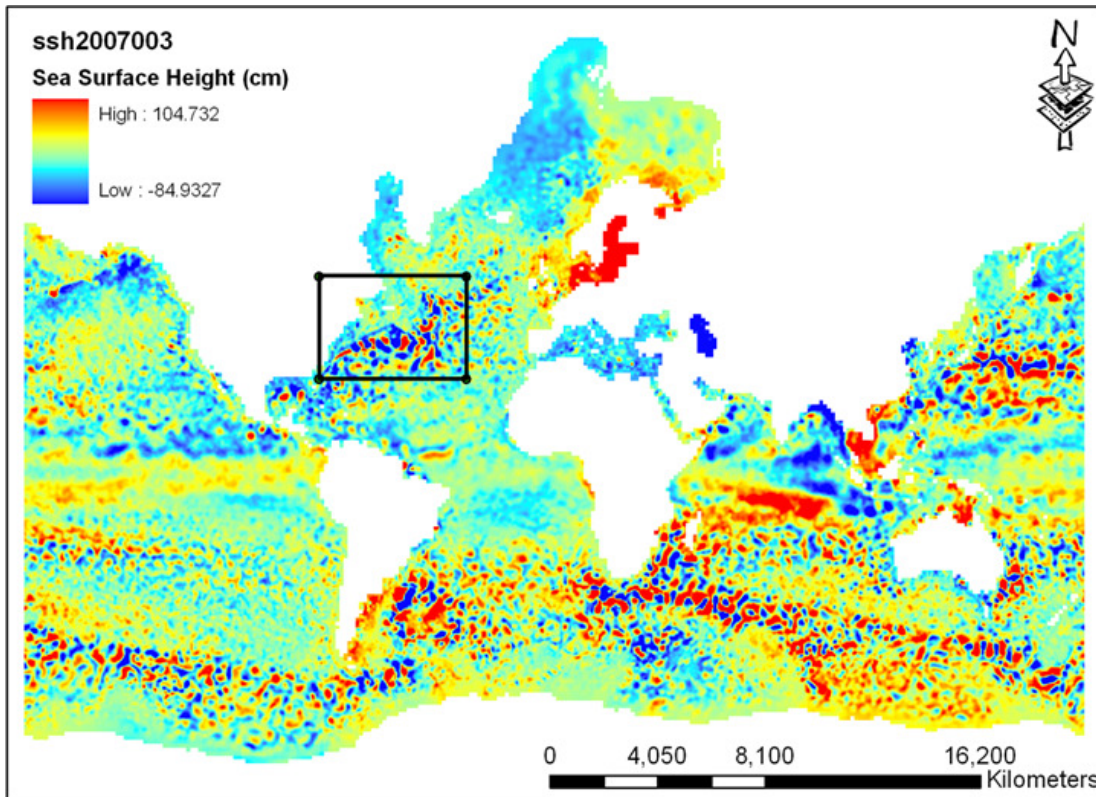 ssh2007003
Sea Surface Height (cm)
High : 104.732
Low : -84.9327
N
0 4,050 8,100 16,200
Kilometers